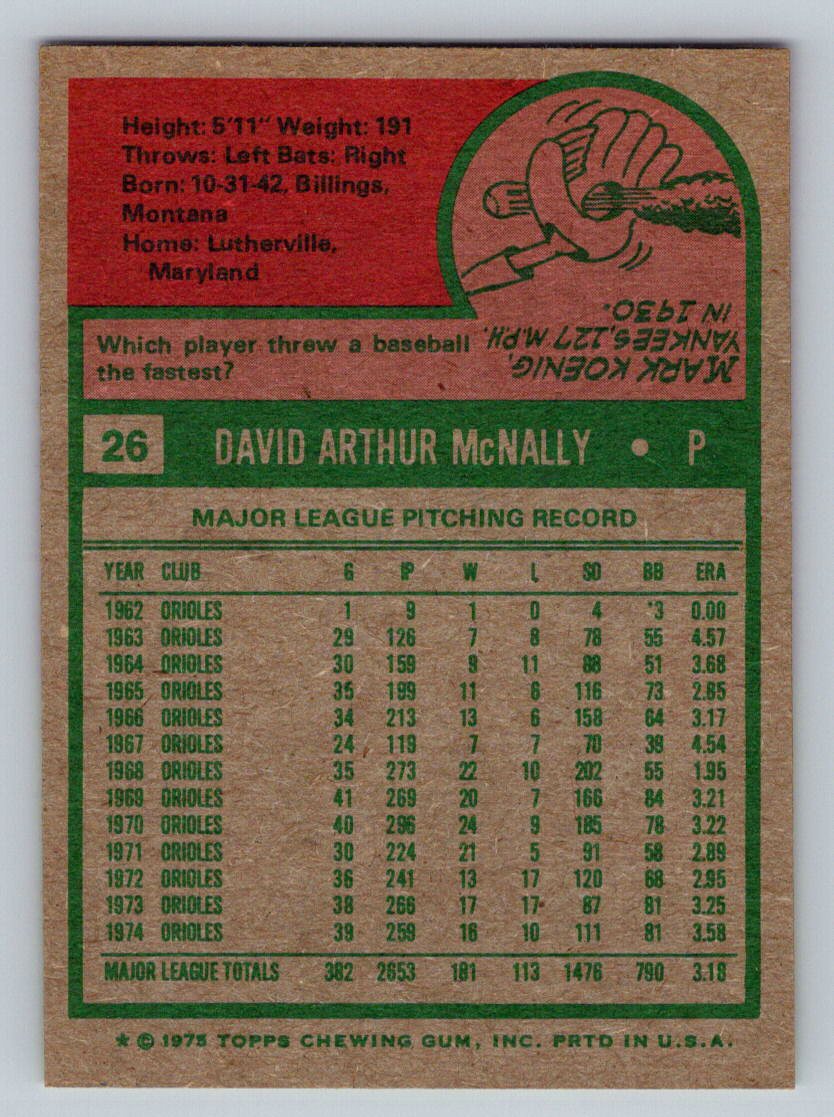 Height: 5'11" Weight: 191
Throws: Left Bats: Right
Born: 10-31-42, Billings,
Montana
Home: Lutherville,
Maryland
Which player threw a baseball
the fastest?
MARK KOENIG,
YANKEES, 127 M.P.H.
IN 1930.
26 DAVID ARTHUR McNALLY • P
MAJOR LEAGUE PITCHING RECORD
YEAR CLUB G IP W L SO BB ERA
1962 ORIOLES 1 9 1 0 4 3 0.00
1963 ORIOLES 29 126 7 8 78 55 4.57
1964 ORIOLES 30 159 9 11 88 51 3.68
1965 ORIOLES 35 199 11 6 116 73 2.85
1966 ORIOLES 34 213 13 6 158 64 3.17
1967 ORIOLES 24 119 7 7 70 39 4.54
1968 ORIOLES 35 273 22 10 202 55 1.95
1969 ORIOLES 41 269 20 7 166 84 3.21
1970 ORIOLES 40 296 24 9 185 78 3.22
1971 ORIOLES 30 224 21 5 91 58 2.89
1972 ORIOLES 36 241 13 17 120 68 2.95
1973 ORIOLES 38 266 17 17 87 81 3.25
1974 ORIOLES 39 259 16 10 111 81 3.58
MAJOR LEAGUE TOTALS 382 2653 181 113 1476 790 3.18
★ © 1975 TOPPS CHEWING GUM, INC. PRTD IN U.S.A.